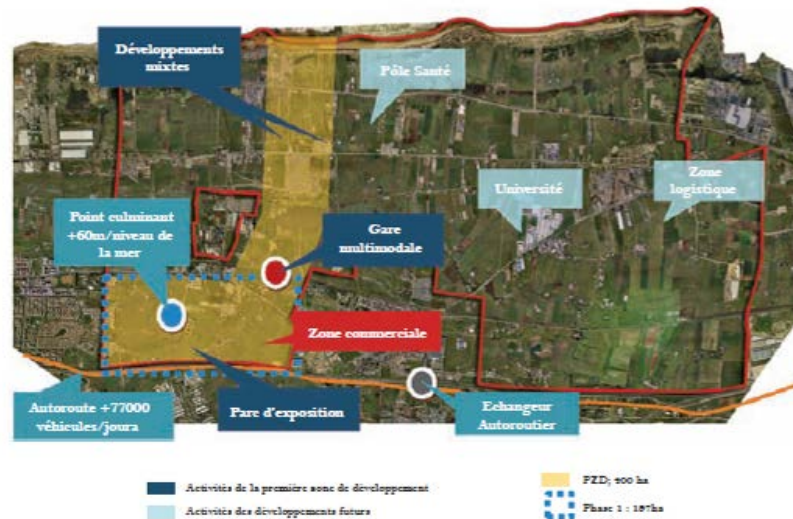 Développements
mixtes
Pôle Santé
Université
Zone
logistique
Point culminant
+60m/niveau de
la mer
Gare
multimodale
Zone commerciale
Autoroute +77000
véhicules/joura
Parc d'exposition
Echangeur
Autoroutier
Activités de la première zone de développement
PZD; 400 ha
Activités des développements futurs
Phase 1 : 197ha